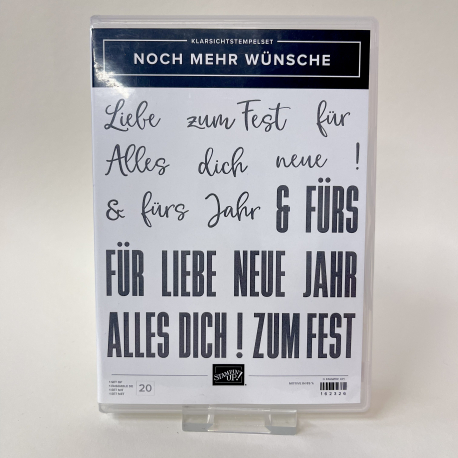 KLARSICHTSTEMPELSET
NOCH MEHR WÜNSCHE
Liebe zum Fest für
Alles dich neue !
& fürs Jahr & FÜRS
FÜR LIEBE NEUE JAHR
ALLES DICH ! ZUM FEST
STAMPIN' UP!
20
152326